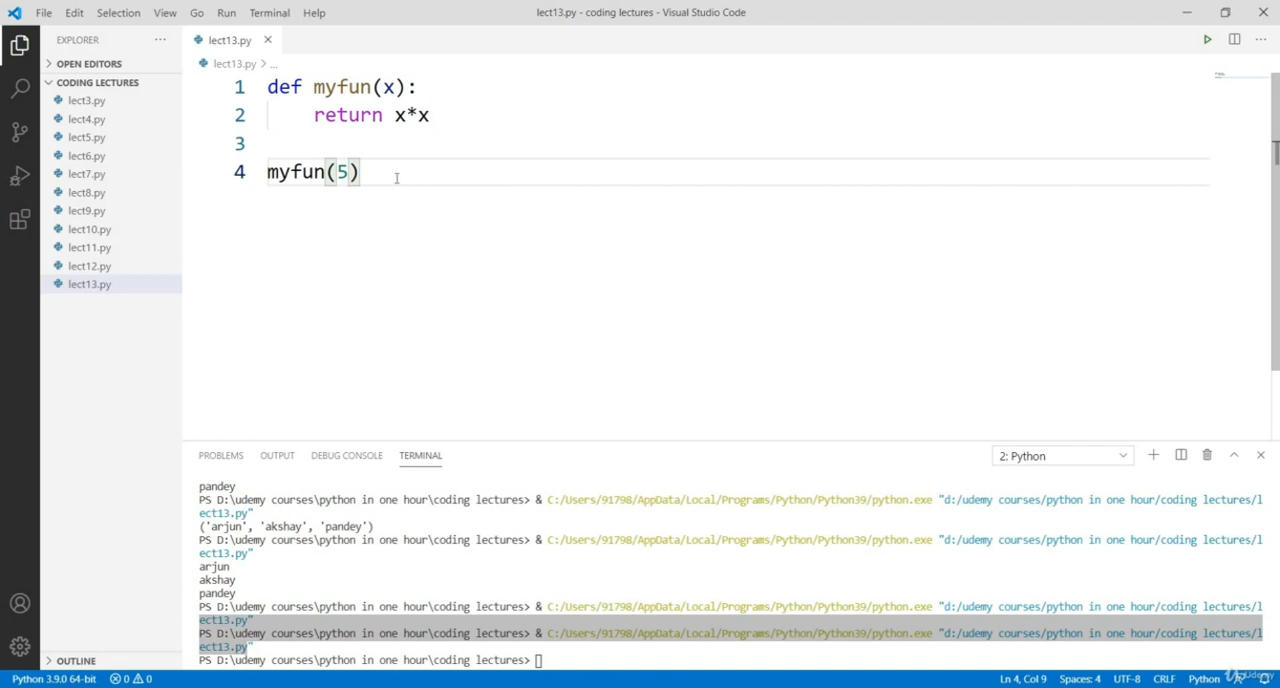 File Edit Selection View Go Run Terminal Help lect13.py - coding lectures - Visual Studio Code
EXPLORER ··· lect13.py
OPEN EDITORS lect13.py > ...
CODING LECTURES
lect3.py
lect4.py
lect5.py
lect6.py
lect7.py
lect8.py
lect9.py
lect10.py
lect11.py
lect12.py
lect13.py
1 def myfun(x):
2 return x*x
3
4 myfun(5)
PROBLEMS OUTPUT DEBUG CONSOLE TERMINAL 2: Python
pandey
PS D:\udemy courses\python in one hour\coding lectures> & C:/Users/91798/AppData/Local/Programs/Python/Python39/python.exe "d:/udemy courses/python in one hour/coding lectures/l
ect13.py"
('arjun', 'akshay', 'pandey')
PS D:\udemy courses\python in one hour\coding lectures> & C:/Users/91798/AppData/Local/Programs/Python/Python39/python.exe "d:/udemy courses/python in one hour/coding lectures/l
ect13.py"
arjun
akshay
pandey
PS D:\udemy courses\python in one hour\coding lectures> & C:/Users/91798/AppData/Local/Programs/Python/Python39/python.exe "d:/udemy courses/python in one hour/coding lectures/l
ect13.py"
PS D:\udemy courses\python in one hour\coding lectures> & C:/Users/91798/AppData/Local/Programs/Python/Python39/python.exe "d:/udemy courses/python in one hour/coding lectures/l
ect13.py"
PS D:\udemy courses\python in one hour\coding lectures>
OUTLINE
Python 3.9.0 64-bit 0 0 Ln 4, Col 9 Spaces: 4 UTF-8 CRLF Python